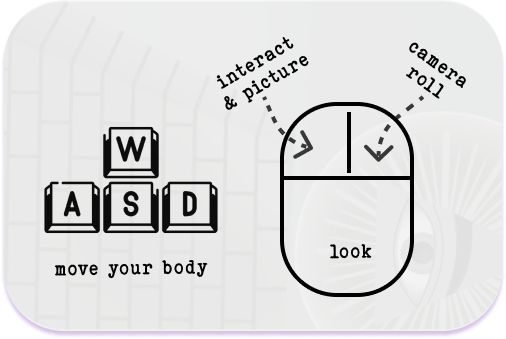 interact
& picture
camera
roll
W
A S D
move your body
look